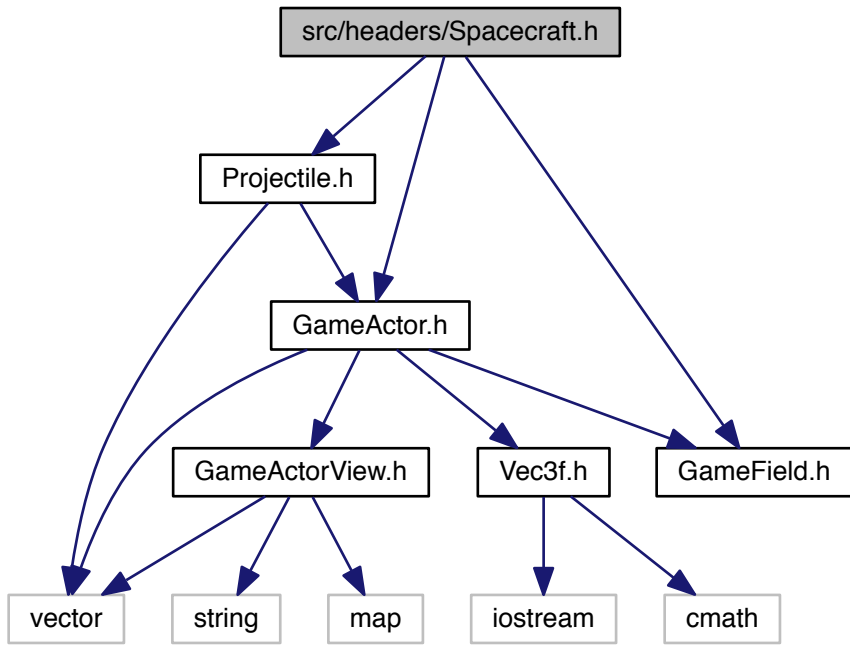 src/headers/Spacecraft.h
Projectile.h
GameActor.h
GameActorView.h
Vec3f.h
GameField.h
vector
string
map
iostream
cmath